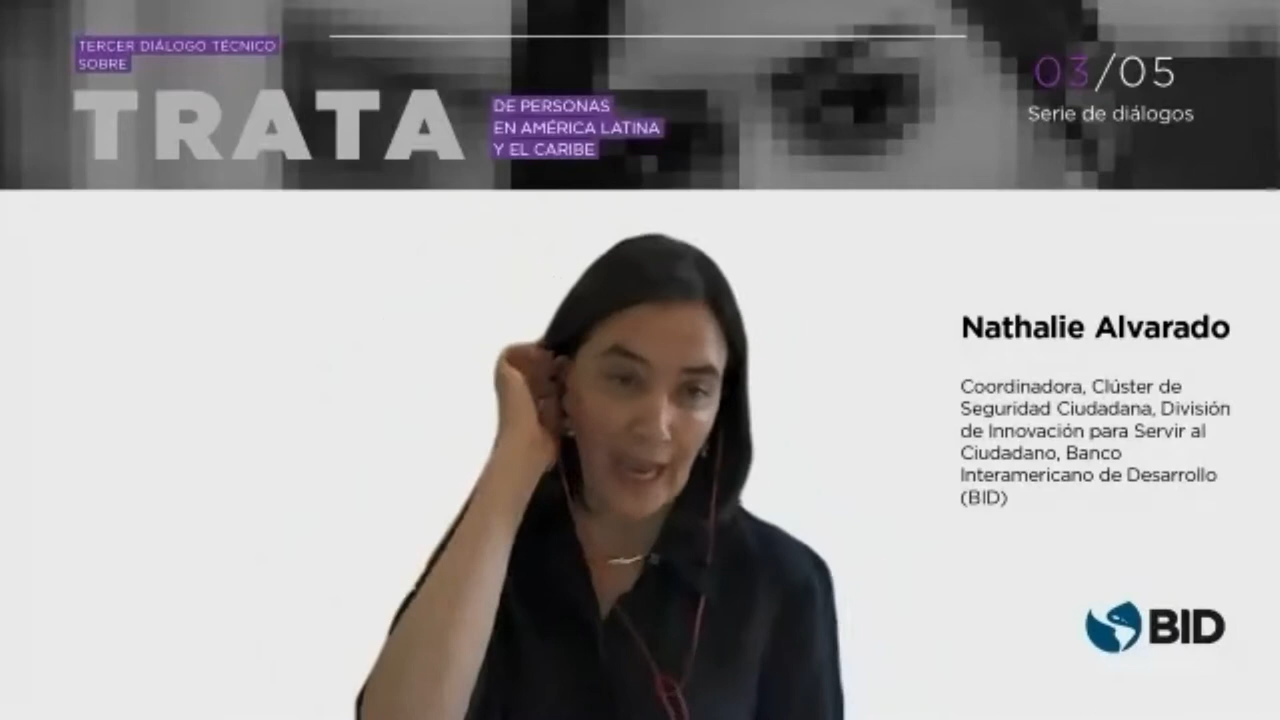 TERCER DIÁLOGO TÉCNICO
SOBRE
TRATA
DE PERSONAS
EN AMÉRICA LATINA
Y EL CARIBE
03/05
Serie de diálogos
Nathalie Alvarado
Coordinadora, Clúster de
Seguridad Ciudadana, División
de Innovación para Servir al
Ciudadano, Banco
Interamericano de Desarrollo
(BID)
BID